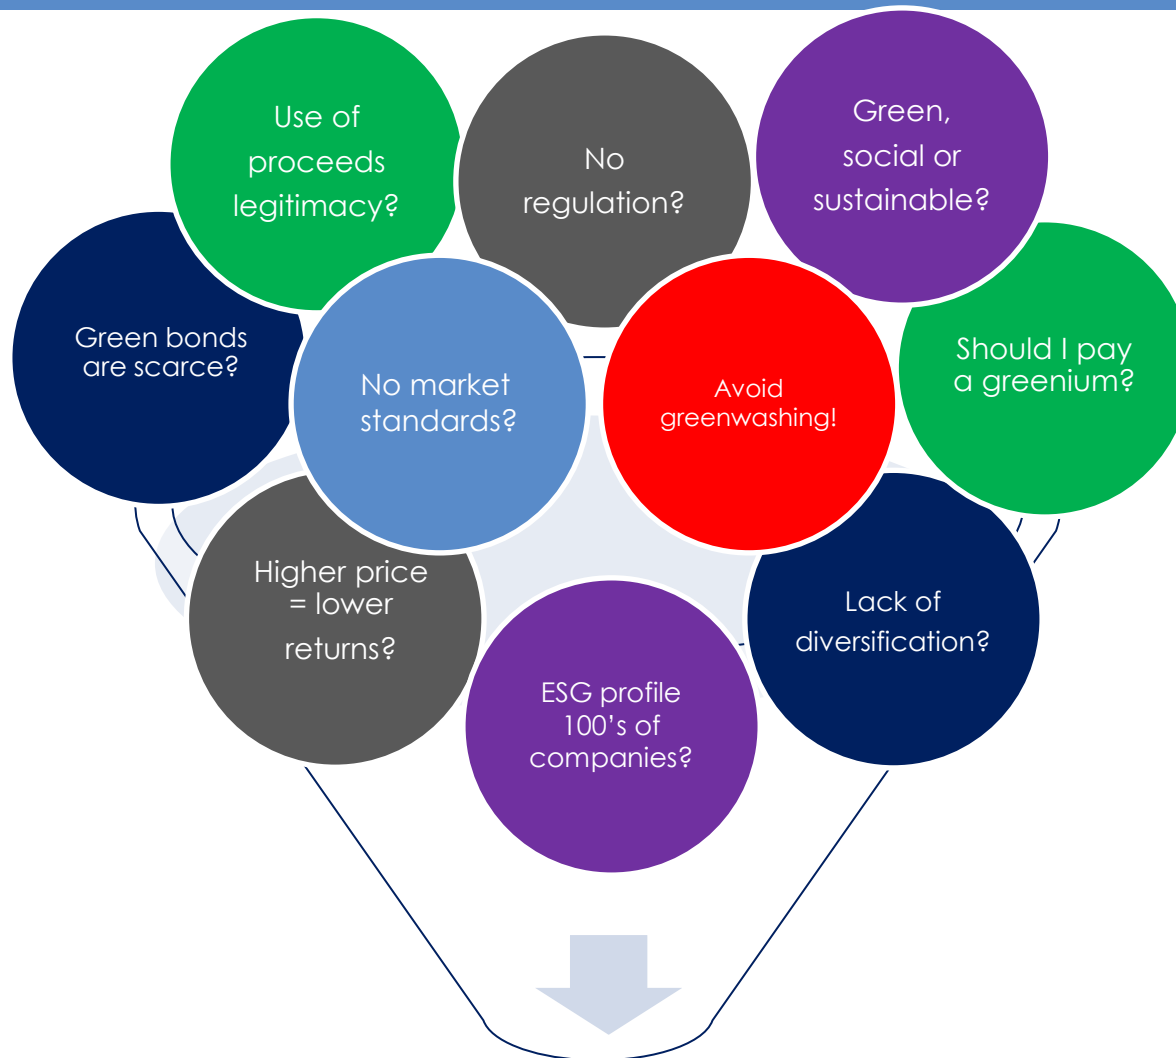 Use of
proceeds
legitimacy?
No
regulation?
Green,
social or
sustainable?
Green bonds
are scarce?
No market
standards?
Avoid
greenwashing!
Should I pay
a greenium?
Higher price
= lower
returns?
ESG profile
100’s of
companies?
Lack of
diversification?